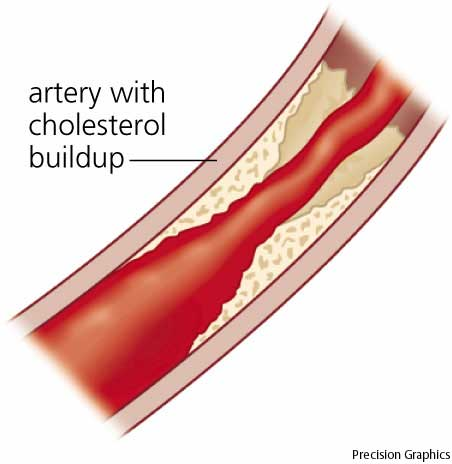 artery with
cholesterol
buildup
Precision Graphics